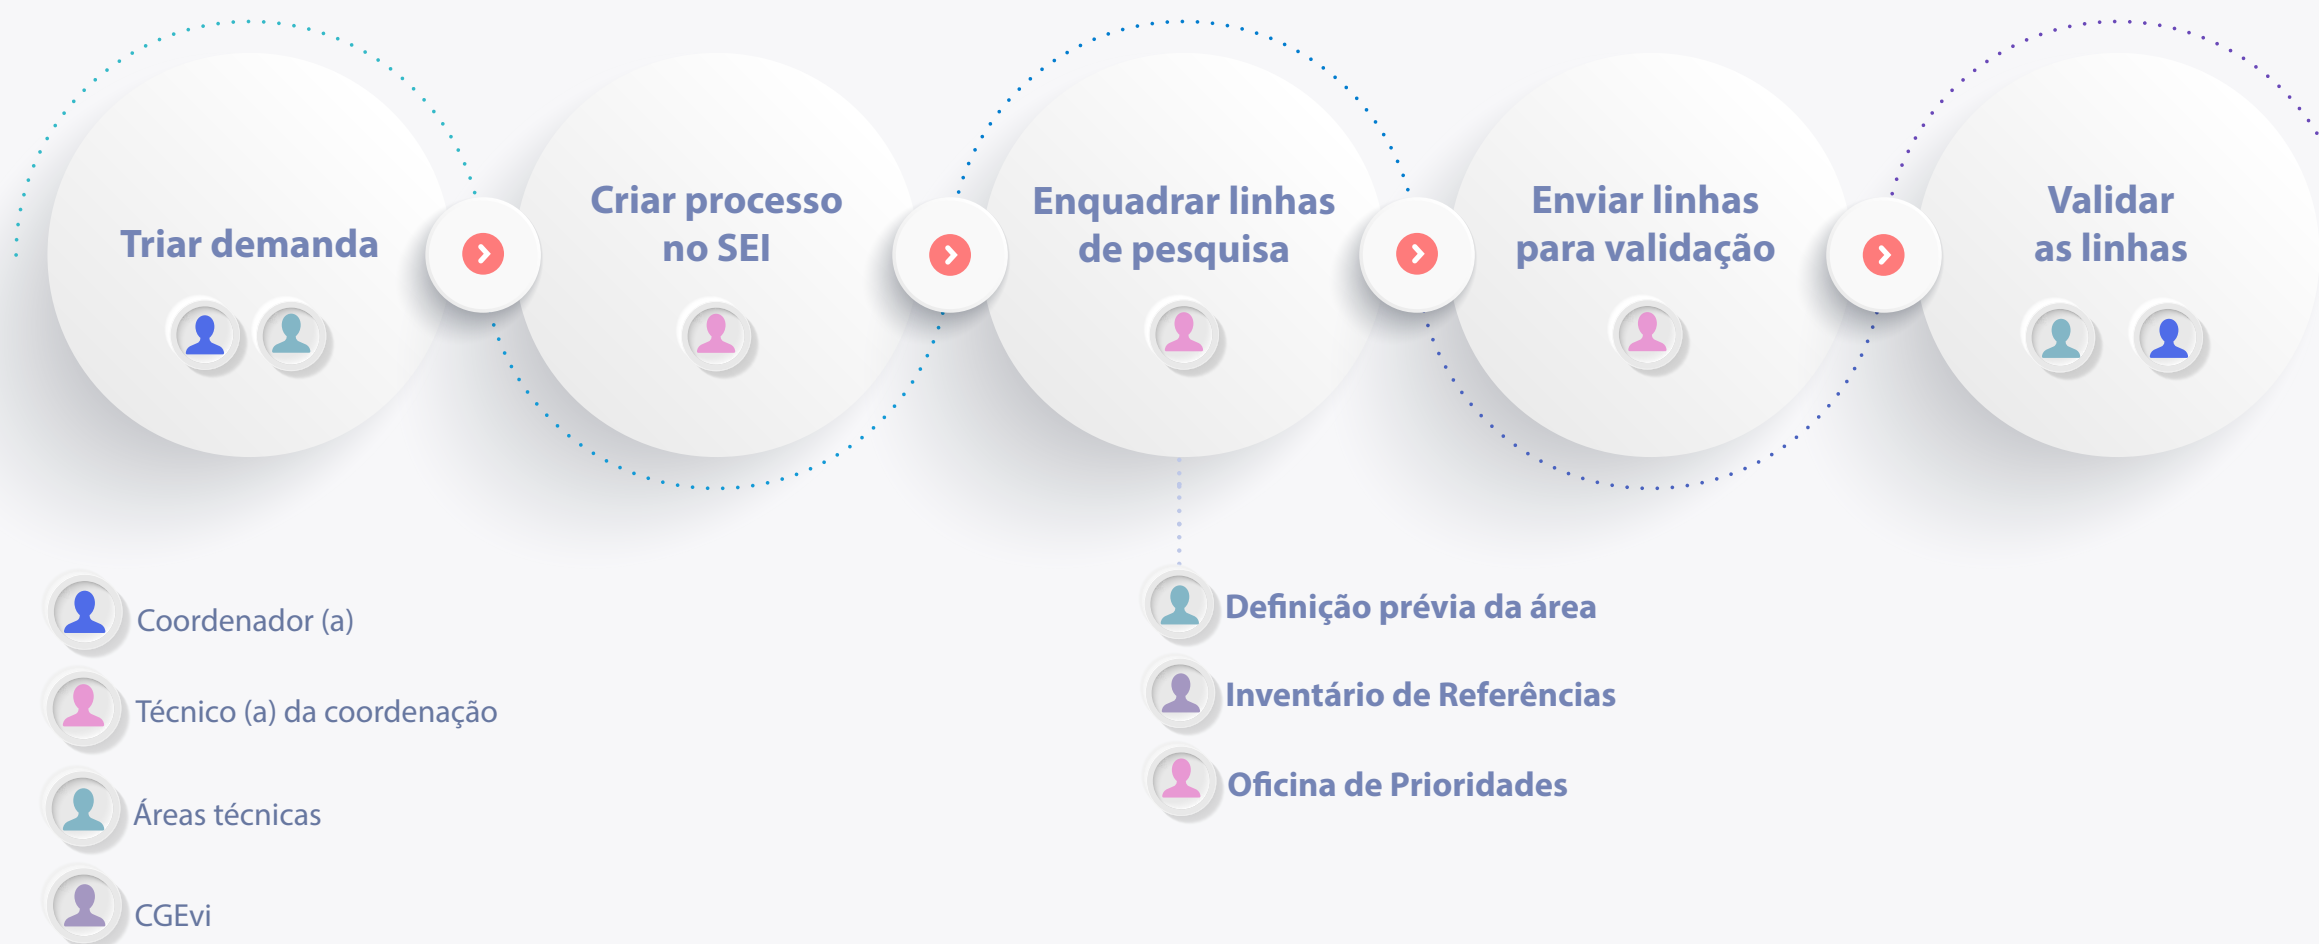 Triar demanda
Criar processo
no SEI
Enquadrar linhas
de pesquisa
Enviar linhas
para validação
Validar
as linhas
Coordenador (a)
Técnico (a) da coordenação
Áreas técnicas
CGEvi
Definição prévia da área
Inventário de Referências
Oficina de Prioridades